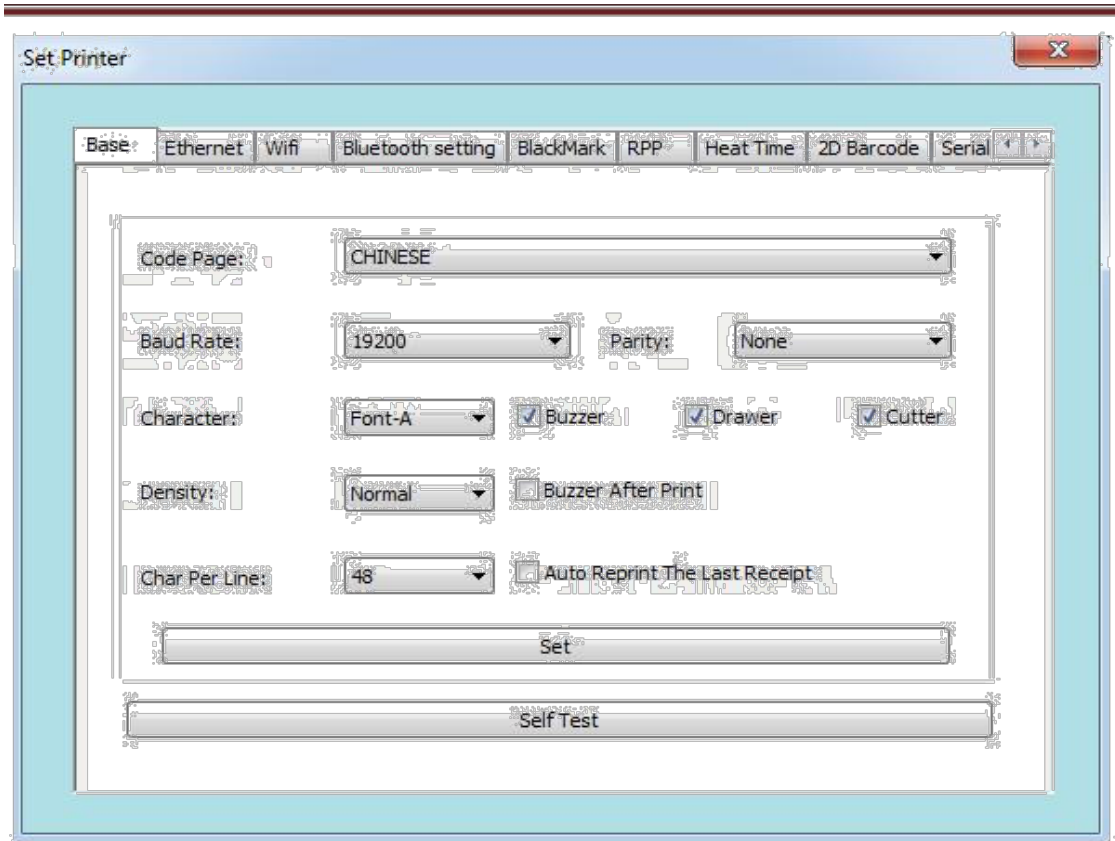 Set Printer
Base Ethernet Wifi Bluetooth setting BlackMark RPP Heat Time 2D Barcode Serial
Code Page: CHINESE
Baud Rate: 19200 Parity: None
Character: Font-A Buzzer Drawer Cutter
Density: Normal Buzzer After Print
Char Per Line: 48 Auto Reprint The Last Receipt
Set
Self Test